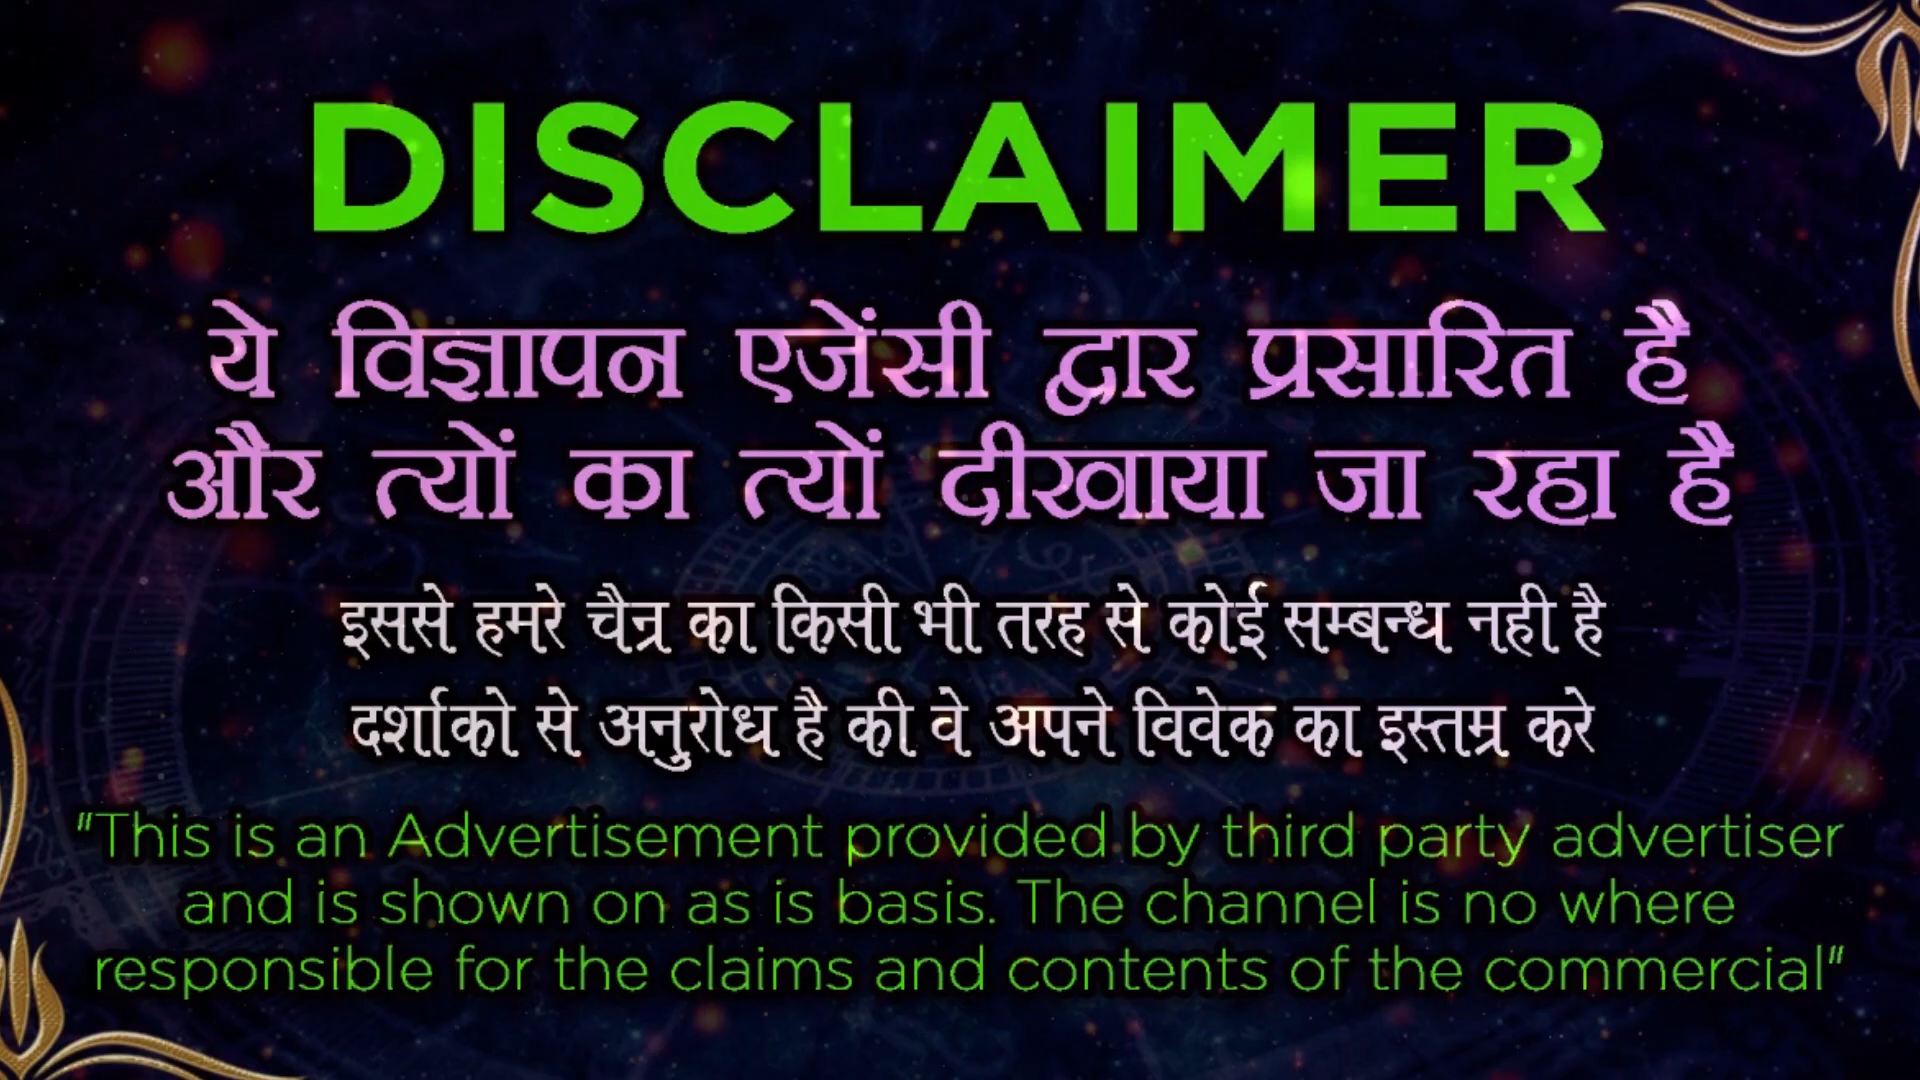 DISCLAIMER
ये विज्ञापन एजेंसी द्वार प्रसारित है
और त्यों का त्यों दीखाया जा रहा है
इससे हमरे चैन्र का किसी भी तरह से कोई सम्बन्ध नही है
दर्शाको से अनुरोध है की वे अपने विवेक का इस्तम्र करे
"This is an Advertisement provided by third party advertiser
and is shown on as is basis. The channel is no where
responsible for the claims and contents of the commercial"